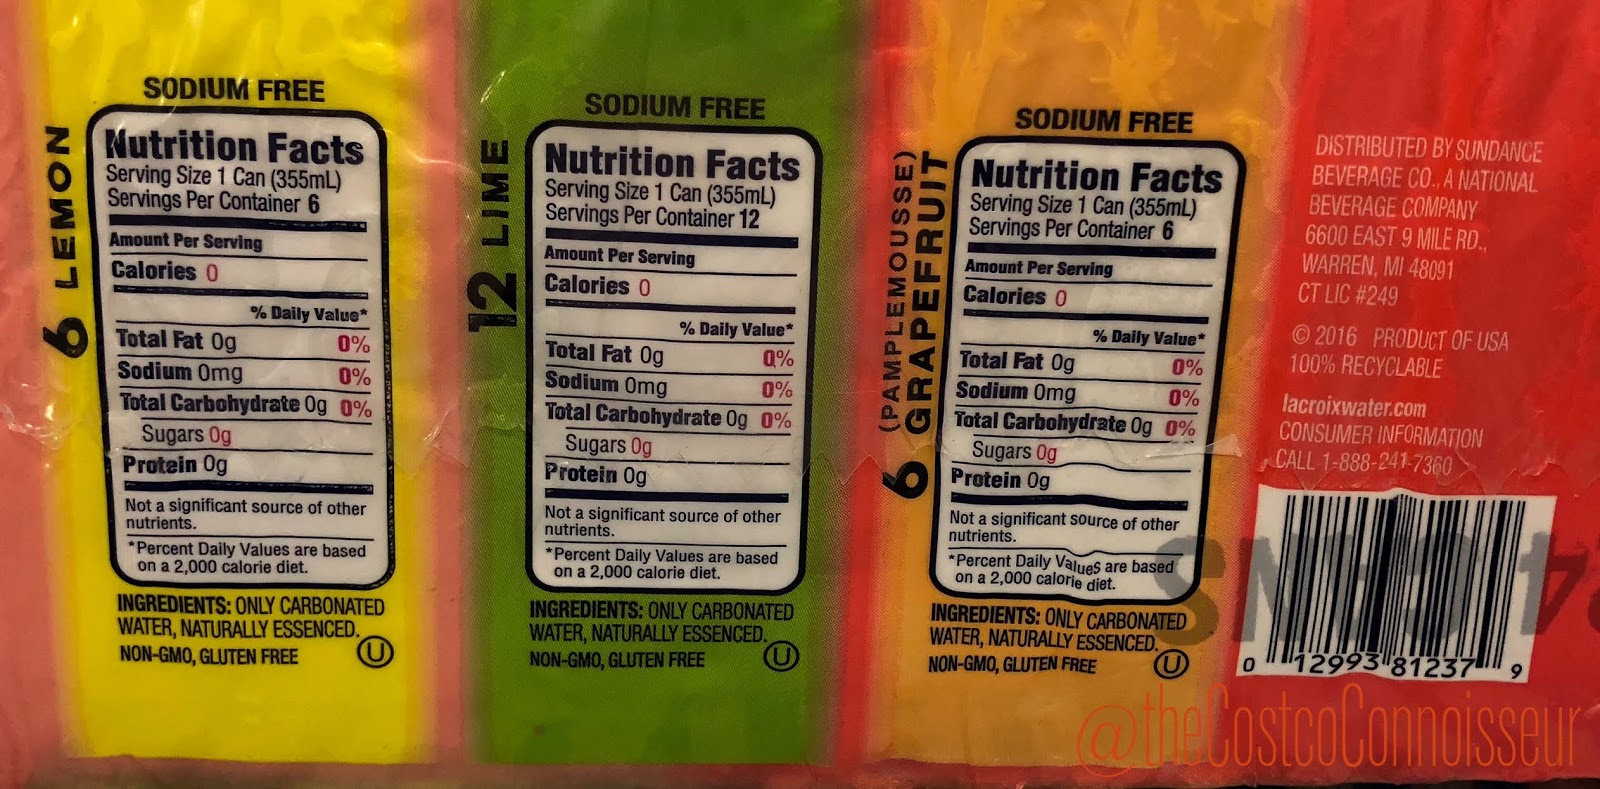 6 LEMON
SODIUM FREE
Nutrition Facts
Serving Size 1 Can (355mL)
Servings Per Container 6
Amount Per Serving
Calories 0
% Daily Value*
Total Fat 0g 0%
Sodium 0mg 0%
Total Carbohydrate 0g 0%
Sugars 0g
Protein 0g
Not a significant source of other
nutrients.
*Percent Daily Values are based
on a 2,000 calorie diet.
INGREDIENTS: ONLY CARBONATED
WATER, NATURALLY ESSENCED.
NON-GMO, GLUTEN FREE
U
12 LIME
SODIUM FREE
Nutrition Facts
Serving Size 1 Can (355mL)
Servings Per Container 12
Amount Per Serving
Calories 0
% Daily Value*
Total Fat 0g 0%
Sodium 0mg 0%
Total Carbohydrate 0g 0%
Sugars 0g
Protein 0g
Not a significant source of other
nutrients.
*Percent Daily Values are based
on a 2,000 calorie diet.
INGREDIENTS: ONLY CARBONATED
WATER, NATURALLY ESSENCED.
NON-GMO, GLUTEN FREE
U
(PAMPLEMOUSSE)
6 GRAPEFRUIT
SODIUM FREE
Nutrition Facts
Serving Size 1 Can (355mL)
Servings Per Container 6
Amount Per Serving
Calories 0
% Daily Value*
Total Fat 0g 0%
Sodium 0mg 0%
Total Carbohydrate 0g 0%
Sugars 0g
Protein 0g
Not a significant source of other
nutrients.
*Percent Daily Values are based
on a 2,000 calorie diet.
INGREDIENTS: ONLY CARBONATED
WATER, NATURALLY ESSENCED.
NON-GMO, GLUTEN FREE
U
DISTRIBUTED BY SUNDANCE
BEVERAGE CO., A NATIONAL
BEVERAGE COMPANY
6600 EAST 9 MILE RD.,
WARREN, MI 48091
CT LIC #249
© 2016 PRODUCT OF USA
100% RECYCLABLE
lacroixwater.com
CONSUMER INFORMATION
CALL 1-888-241-7360
24 CANS
0 12993 81237 9
@theCostcoConnoisseur